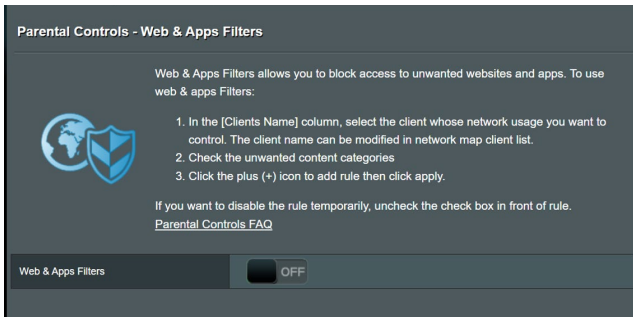 Parental Controls - Web & Apps Filters
Web & Apps Filters allows you to block access to unwanted websites and apps. To use
web & apps Filters:
1. In the [Clients Name] column, select the client whose network usage you want to
control. The client name can be modified in network map client list.
2. Check the unwanted content categories
3. Click the plus (+) icon to add rule then click apply.
If you want to disable the rule temporarily, uncheck the check box in front of rule.
Parental Controls FAQ
Web & Apps Filters
OFF